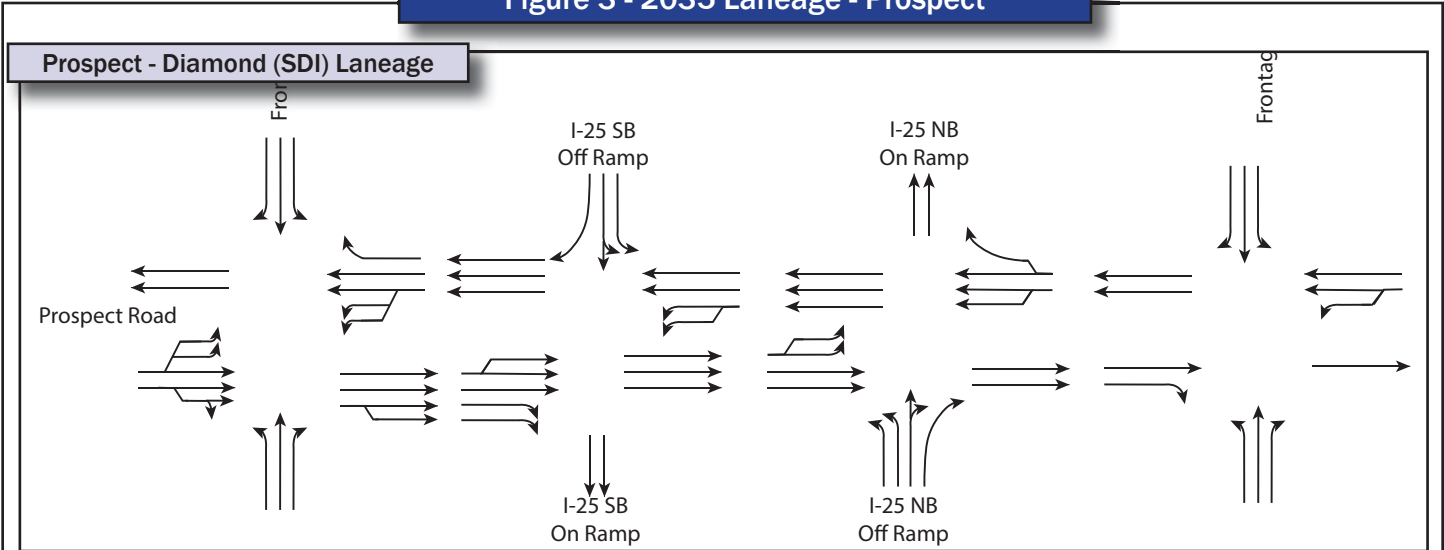 Figure 3 - 2035 Laneage - Prospect
Prospect - Diamond (SDI) Laneage
I-25 SB
Off Ramp
I-25 NB
On Ramp
Prospect Road
I-25 SB
On Ramp
I-25 NB
Off Ramp